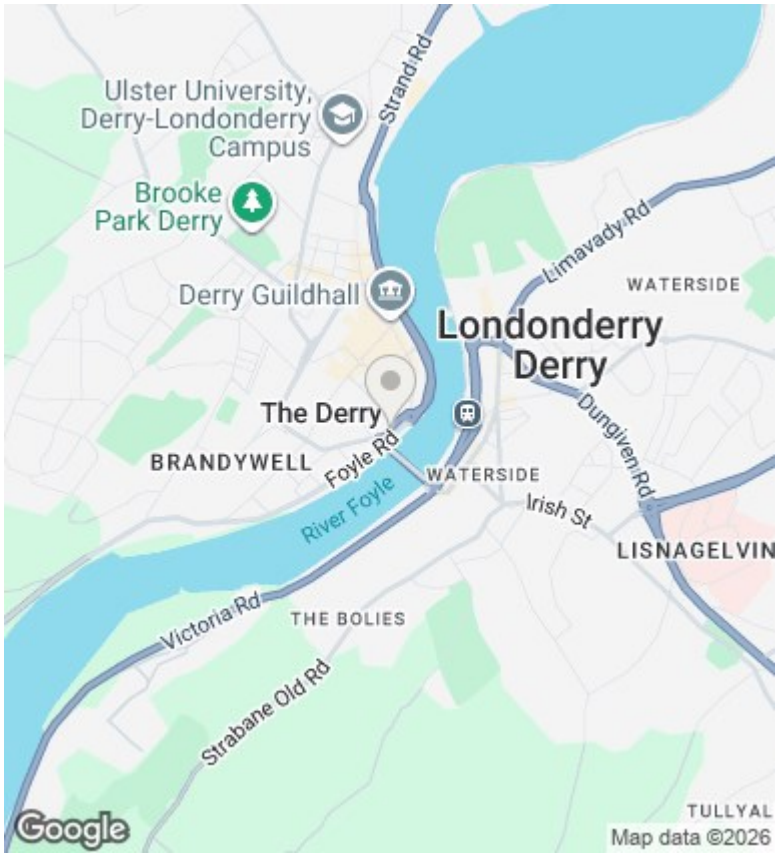 Strand Rd
Ulster University,
Derry-Londonderry
Campus
Brooke
Park Derry
Limavady Rd
WATERSIDE
Derry Guildhall
Londonderry
Derry
The Derry
Dungiven Rd
Foyle Rd
BRANDYWELL
WATERSIDE
River Foyle
Irish St
LISNAGELVIN
Victoria Rd
THE BOLIES
Strabane Old Rd
TULLYAL
Google
Map data ©2026